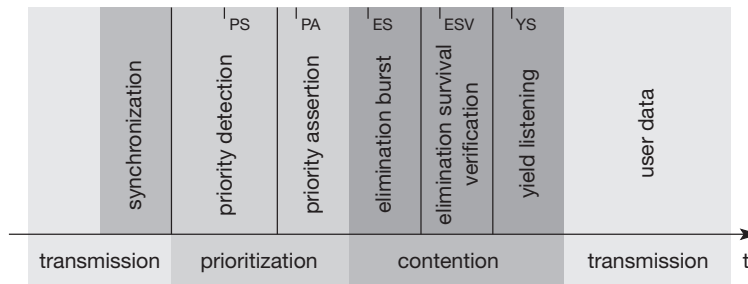 PS
PA
ES
ESV
YS
synchronization
priority detection
priority assertion
elimination burst
elimination survival
verification
yield listening
user data
transmission
prioritization
contention
transmission
t